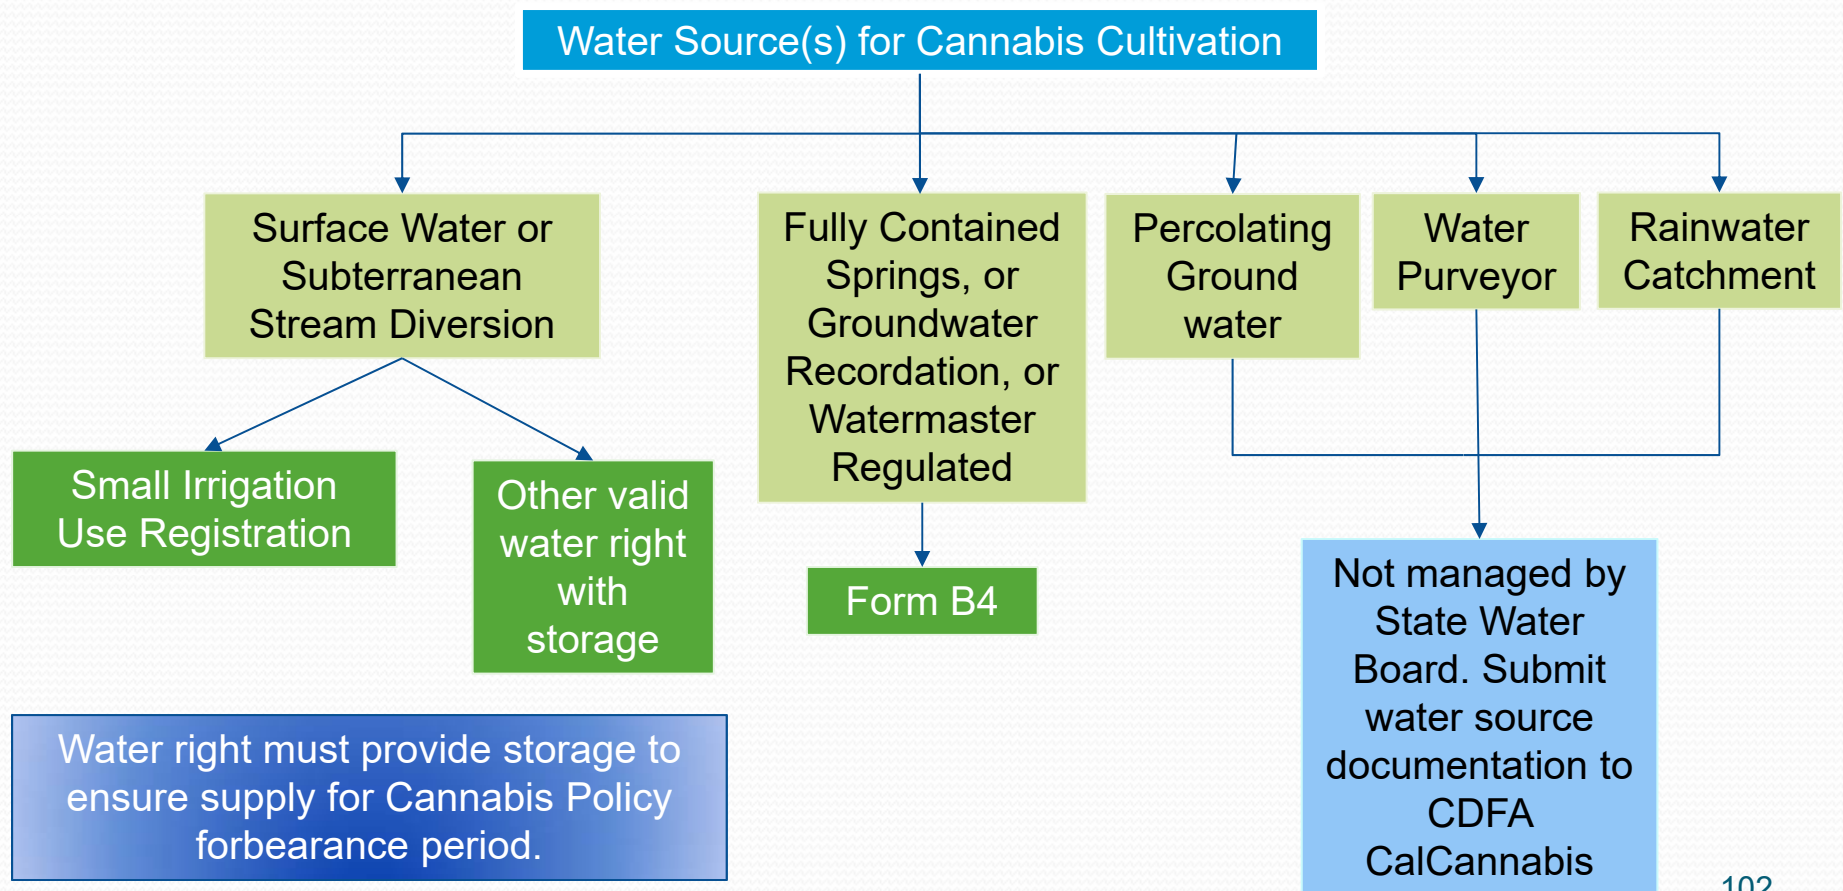 Water Source(s) for Cannabis Cultivation
Surface Water or
Subterranean
Stream Diversion
Fully Contained
Springs, or
Groundwater
Recordation, or
Watermaster
Regulated
Percolating
Ground
water
Water
Purveyor
Rainwater
Catchment
Small Irrigation
Use Registration
Other valid
water right
with
storage
Form B4
Not managed by
State Water
Board. Submit
water source
documentation to
CDFA
CalCannabis
Water right must provide storage to
ensure supply for Cannabis Policy
forbearance period.
102